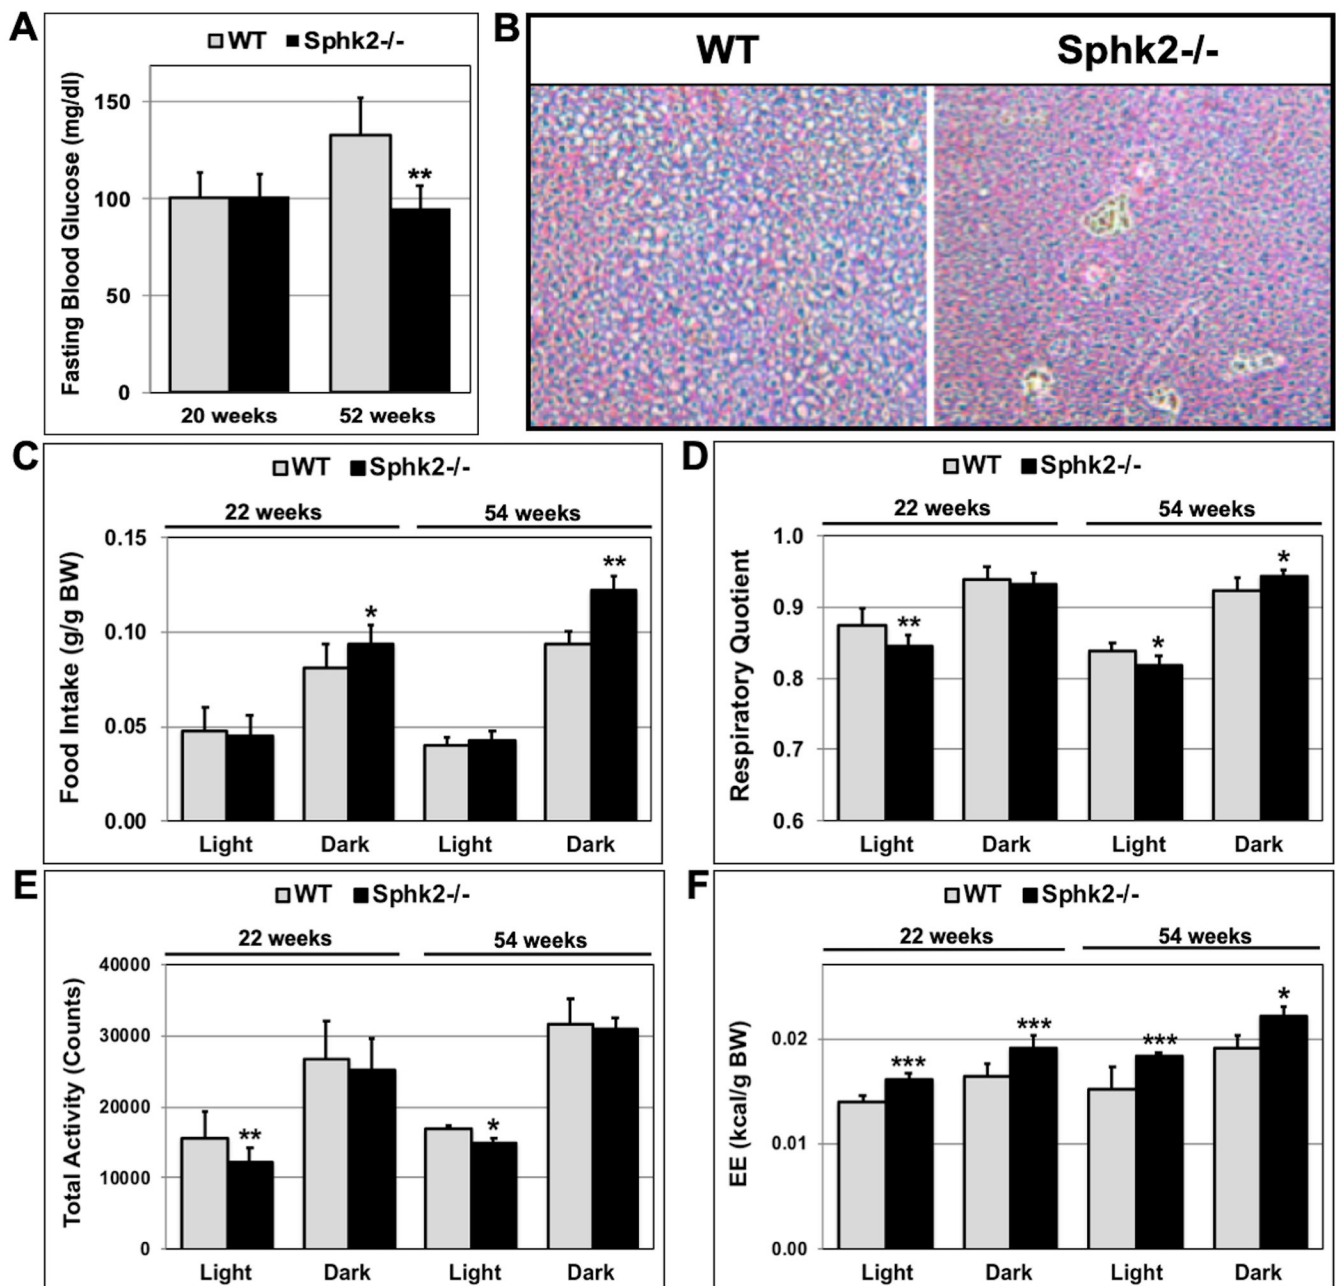 A
WT Sphk2-/-
Fasting Blood Glucose (mg/dl)
150
**
100
50
0
20 weeks 52 weeks
B
WT Sphk2-/-
C
WT Sphk2-/-
22 weeks 54 weeks
Food Intake (g/g BW)
0.15
**
*
0.10
0.05
0.00
Light Dark Light Dark
D
WT Sphk2-/-
22 weeks 54 weeks
Respiratory Quotient
1.0
*
0.9
** *
0.8
0.7
0.6
Light Dark Light Dark
E
WT Sphk2-/-
22 weeks 54 weeks
Total Activity (Counts)
40000
30000
20000
** *
10000
0
Light Dark Light Dark
F
WT Sphk2-/-
22 weeks 54 weeks
EE (kcal/g BW)
*
*** *** ***
0.02
0.01
0.00
Light Dark Light Dark